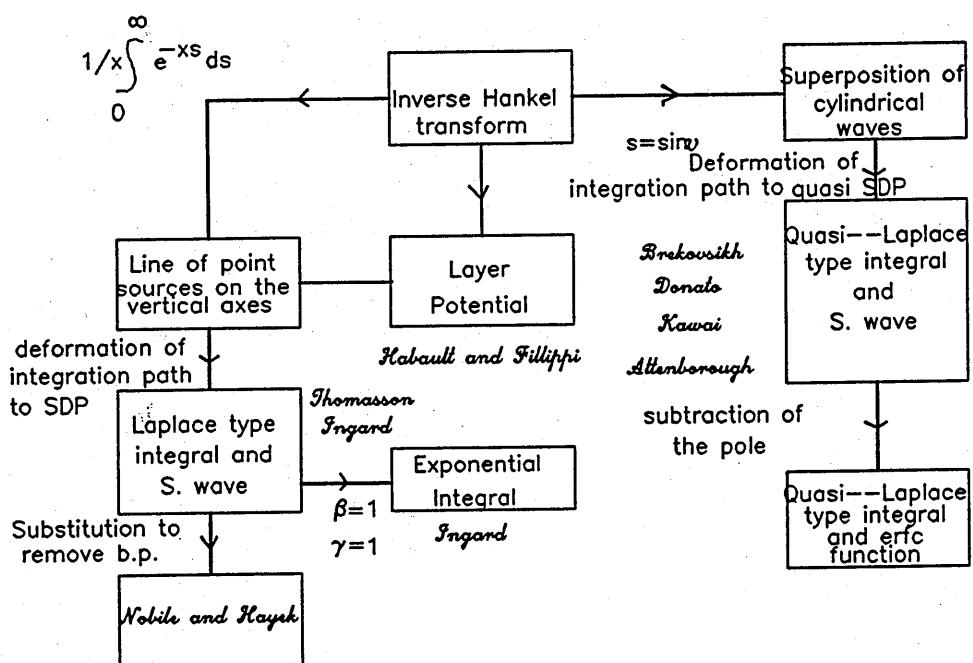 ∞
1/x∫ e^-xs ds
0
Inverse Hankel
transform
Superposition of
cylindrical
waves
s=sinν
Deformation of
integration path to quasi SDP
Line of point
sources on the
vertical axes
Layer
Potential
Habault and Fillippi
Brekovsikh
Donato
Kawai
Attenborough
Quasi--Laplace
type integral
and
S. wave
deformation of
integration path
to SDP
Laplace type
integral and
S. wave
Thomasson
Ingard
Exponential
Integral
β=1
γ=1
Ingard
subtraction of
the pole
Quasi--Laplace
type integral
and erfc
function
Substitution to
remove b.p.
Nobile and Hayek